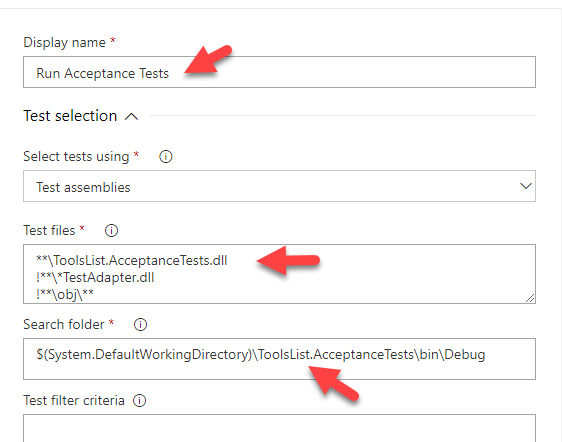 Display name *
Run Acceptance Tests
Test selection
Select tests using *
Test assemblies
Test files *
**\ToolsList.AcceptanceTests.dll
!**\*TestAdapter.dll
!**\obj\**
Search folder *
$(System.DefaultWorkingDirectory)\ToolsList.AcceptanceTests\bin\Debug
Test filter criteria